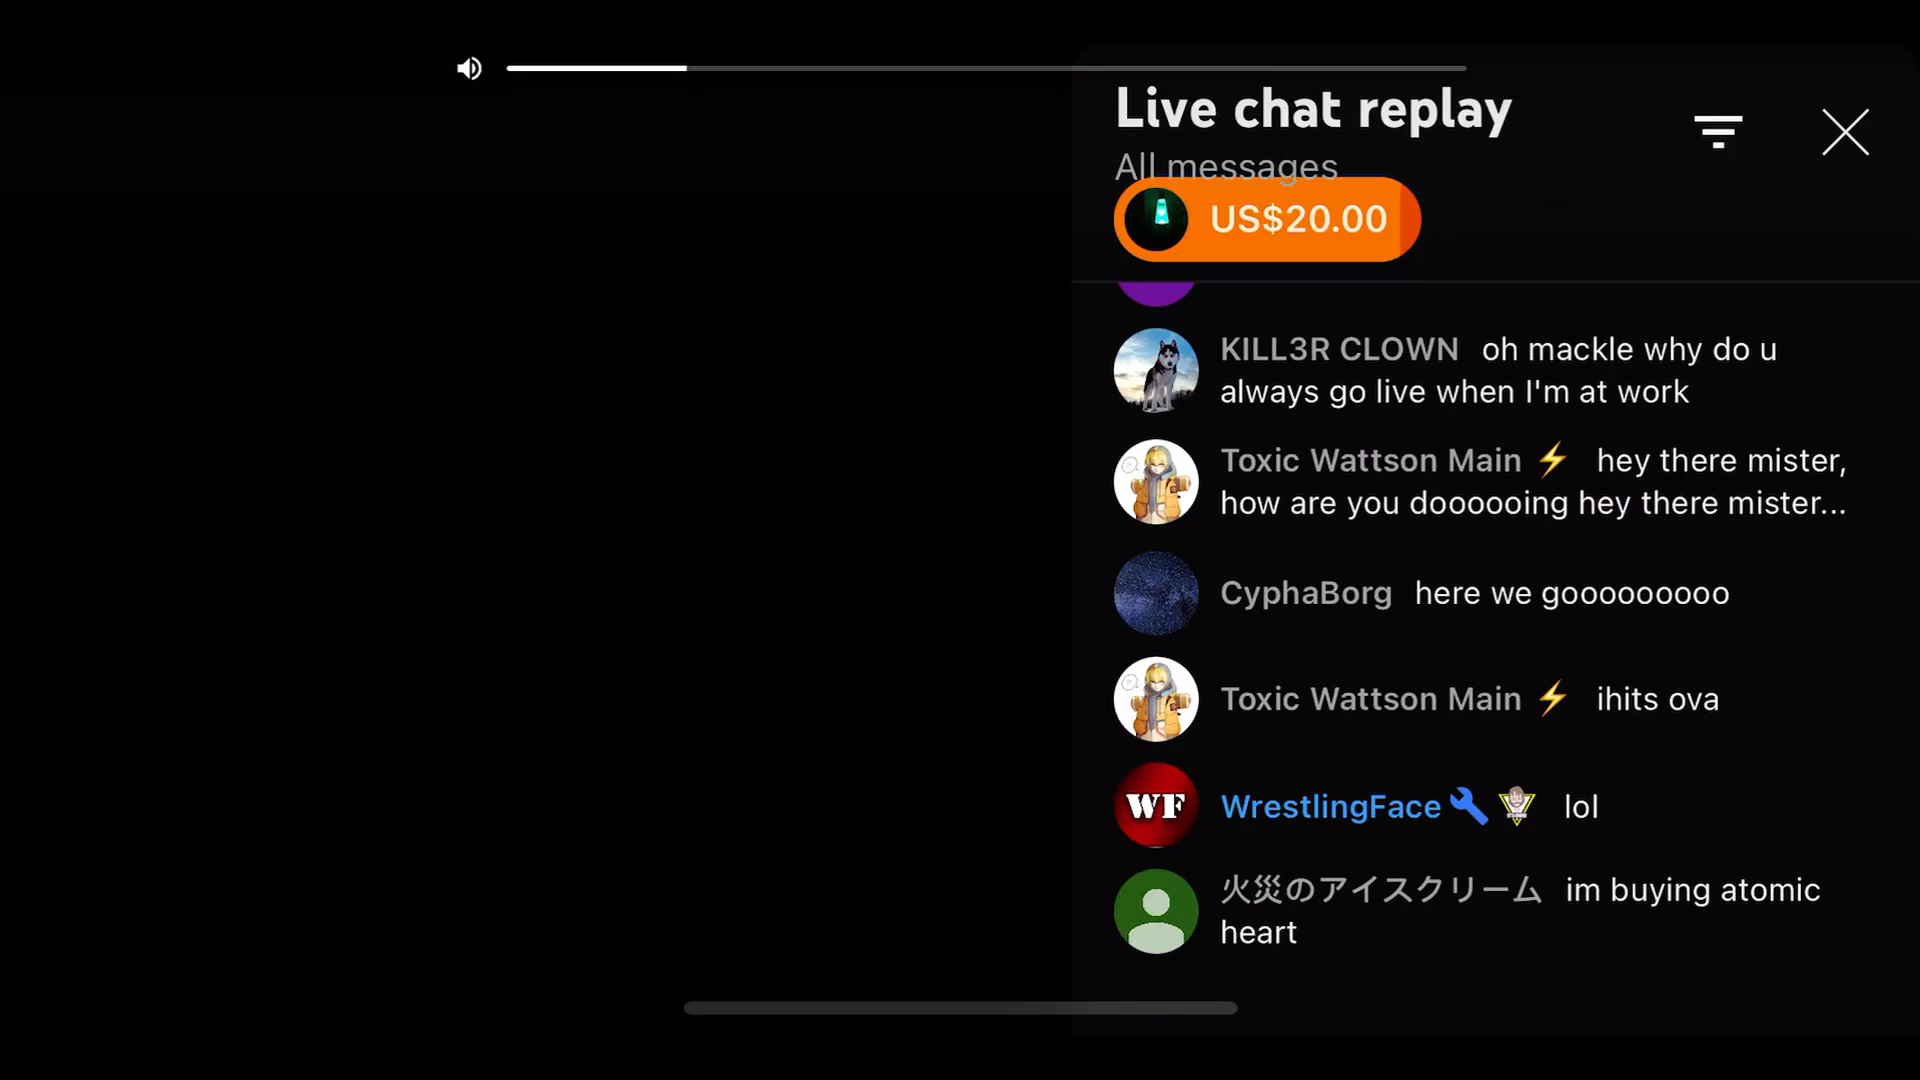 Live chat replay
All messages
US$20.00
KILL3R CLOWN oh mackle why do u
always go live when I'm at work
Toxic Wattson Main ⚡ hey there mister,
how are you doooooing hey there mister...
CyphaBorg here we gooooooooo
Toxic Wattson Main ⚡ ihits ova
WF
WrestlingFace lol
火災のアイスクリーム im buying atomic
heart